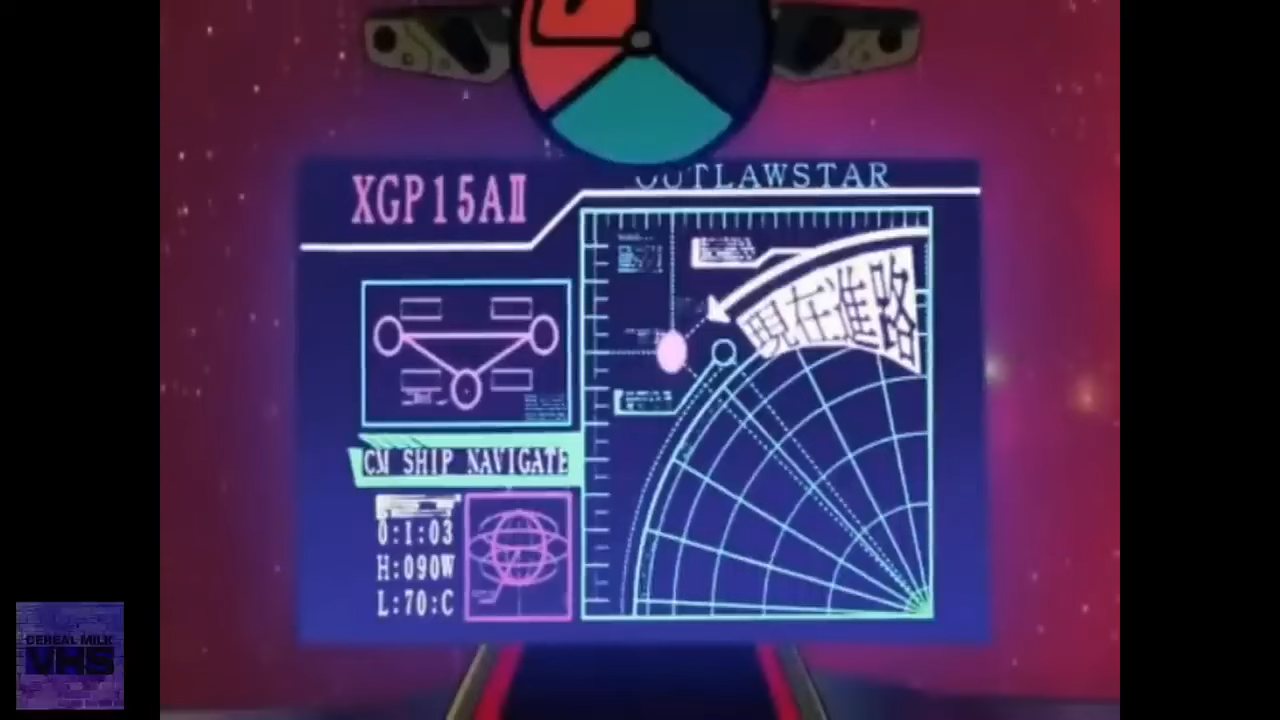 OUTLAWSTAR
XGP15AⅡ
現在進路
CM SHIP NAVIGATE
0:1:03
H:090W
L:70:C
CEREAL MILK
VHS